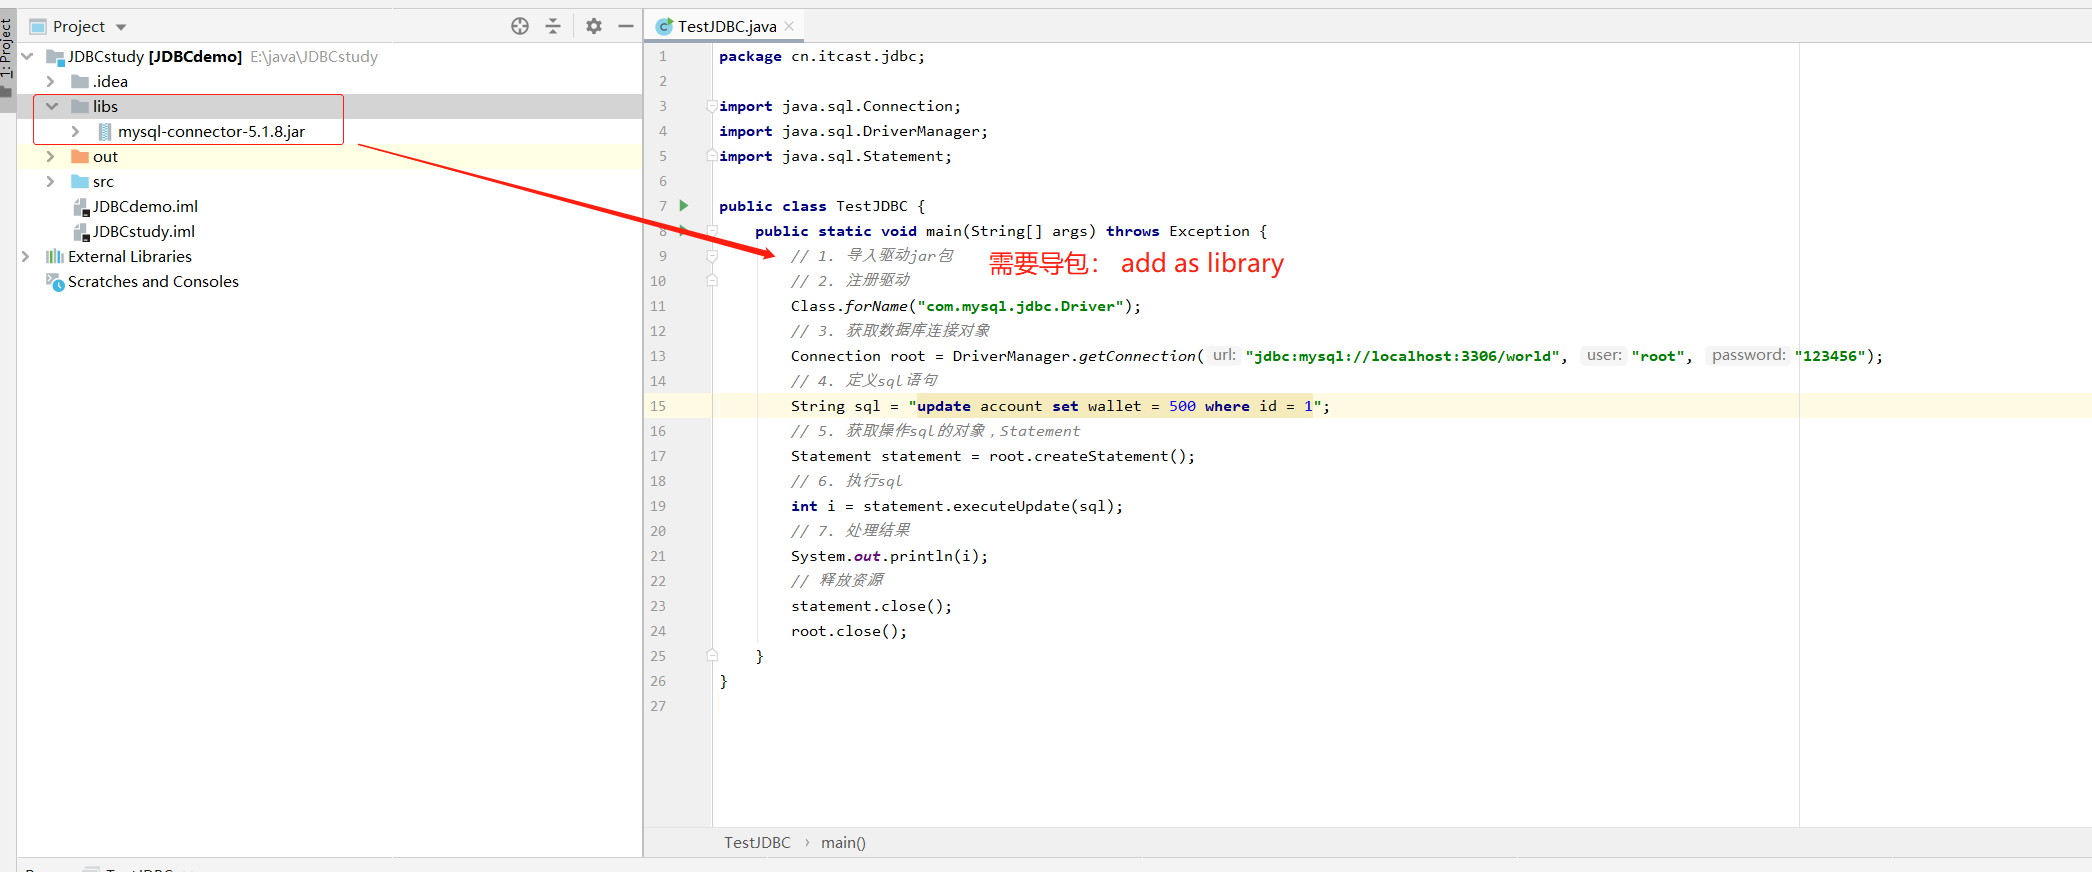 1: Project
Project
JDBCstudy [JDBCdemo] E:\java\JDBCstudy
.idea
libs
mysql-connector-5.1.8.jar
out
src
JDBCdemo.iml
JDBCstudy.iml
External Libraries
Scratches and Consoles
TestJDBC.java
1 package cn.itcast.jdbc;
2
3 import java.sql.Connection;
4 import java.sql.DriverManager;
5 import java.sql.Statement;
6
7 public class TestJDBC {
8 public static void main(String[] args) throws Exception {
9 // 1. 导入驱动jar包
需要导包： add as library
10 // 2. 注册驱动
11 Class.forName("com.mysql.jdbc.Driver");
12 // 3. 获取数据库连接对象
13 Connection root = DriverManager.getConnection( url: "jdbc:mysql://localhost:3306/world", user: "root", password: "123456");
14 // 4. 定义sql语句
15 String sql = "update account set wallet = 500 where id = 1";
16 // 5. 获取操作sql的对象，Statement
17 Statement statement = root.createStatement();
18 // 6. 执行sql
19 int i = statement.executeUpdate(sql);
20 // 7. 处理结果
21 System.out.println(i);
22 // 释放资源
23 statement.close();
24 root.close();
25 }
26 }
27
TestJDBC › main()